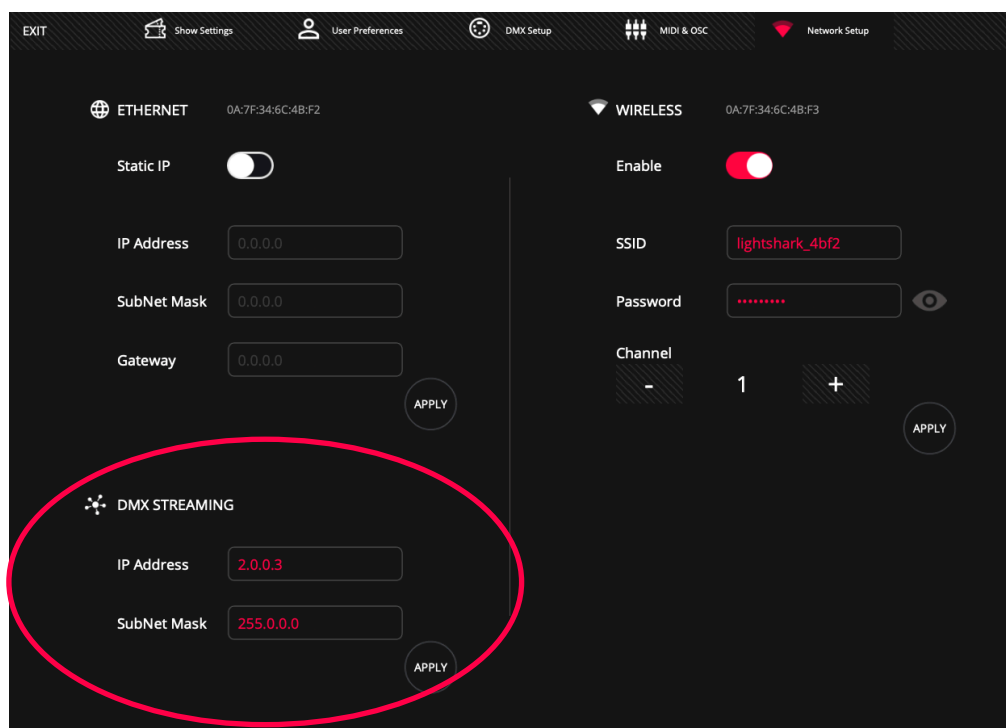 EXIT
Show Settings
User Preferences
DMX Setup
MIDI & OSC
Network Setup
ETHERNET 0A:7F:34:6C:4B:F2
Static IP
IP Address 0.0.0.0
SubNet Mask 0.0.0.0
Gateway 0.0.0.0
APPLY
DMX STREAMING
IP Address 2.0.0.3
SubNet Mask 255.0.0.0
APPLY
WIRELESS 0A:7F:34:6C:4B:F3
Enable
SSID lightshark_4bf2
Password •••••••••
Channel
- 1 +
APPLY